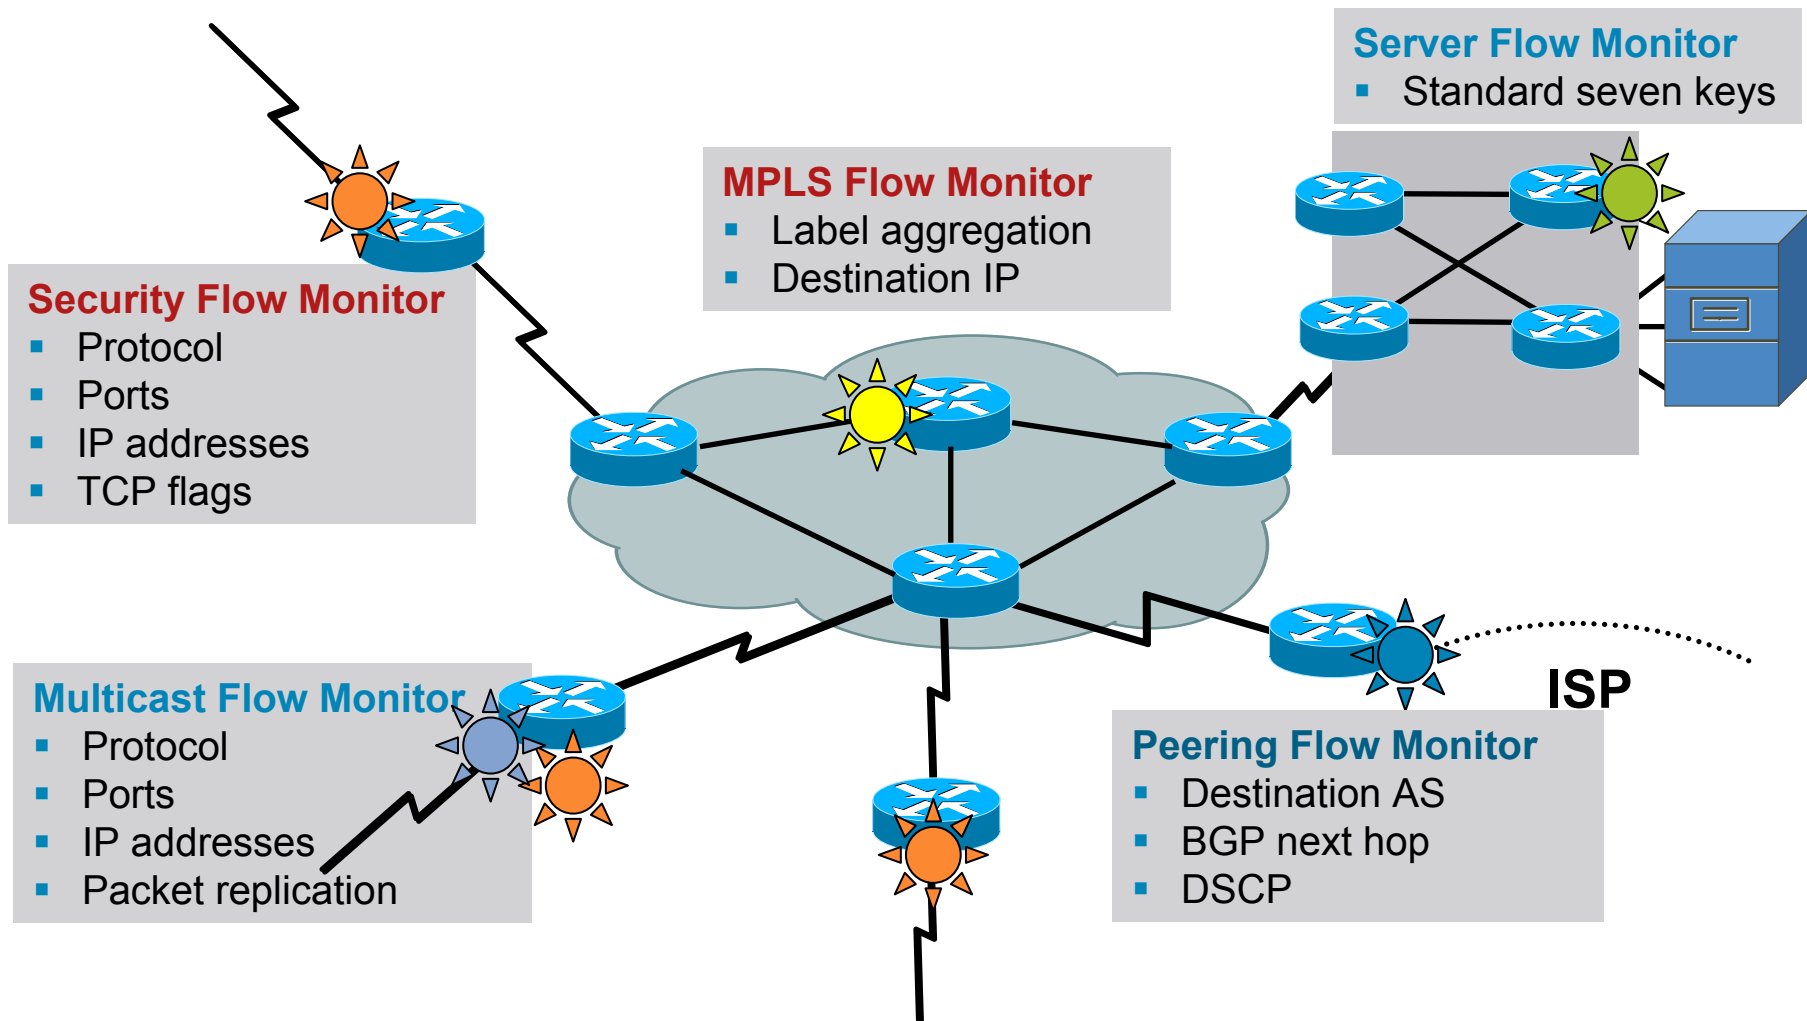 Server Flow Monitor
▪ Standard seven keys
MPLS Flow Monitor
▪ Label aggregation
▪ Destination IP
Security Flow Monitor
▪ Protocol
▪ Ports
▪ IP addresses
▪ TCP flags
ISP
Multicast Flow Monitor
▪ Protocol
▪ Ports
▪ IP addresses
▪ Packet replication
Peering Flow Monitor
▪ Destination AS
▪ BGP next hop
▪ DSCP